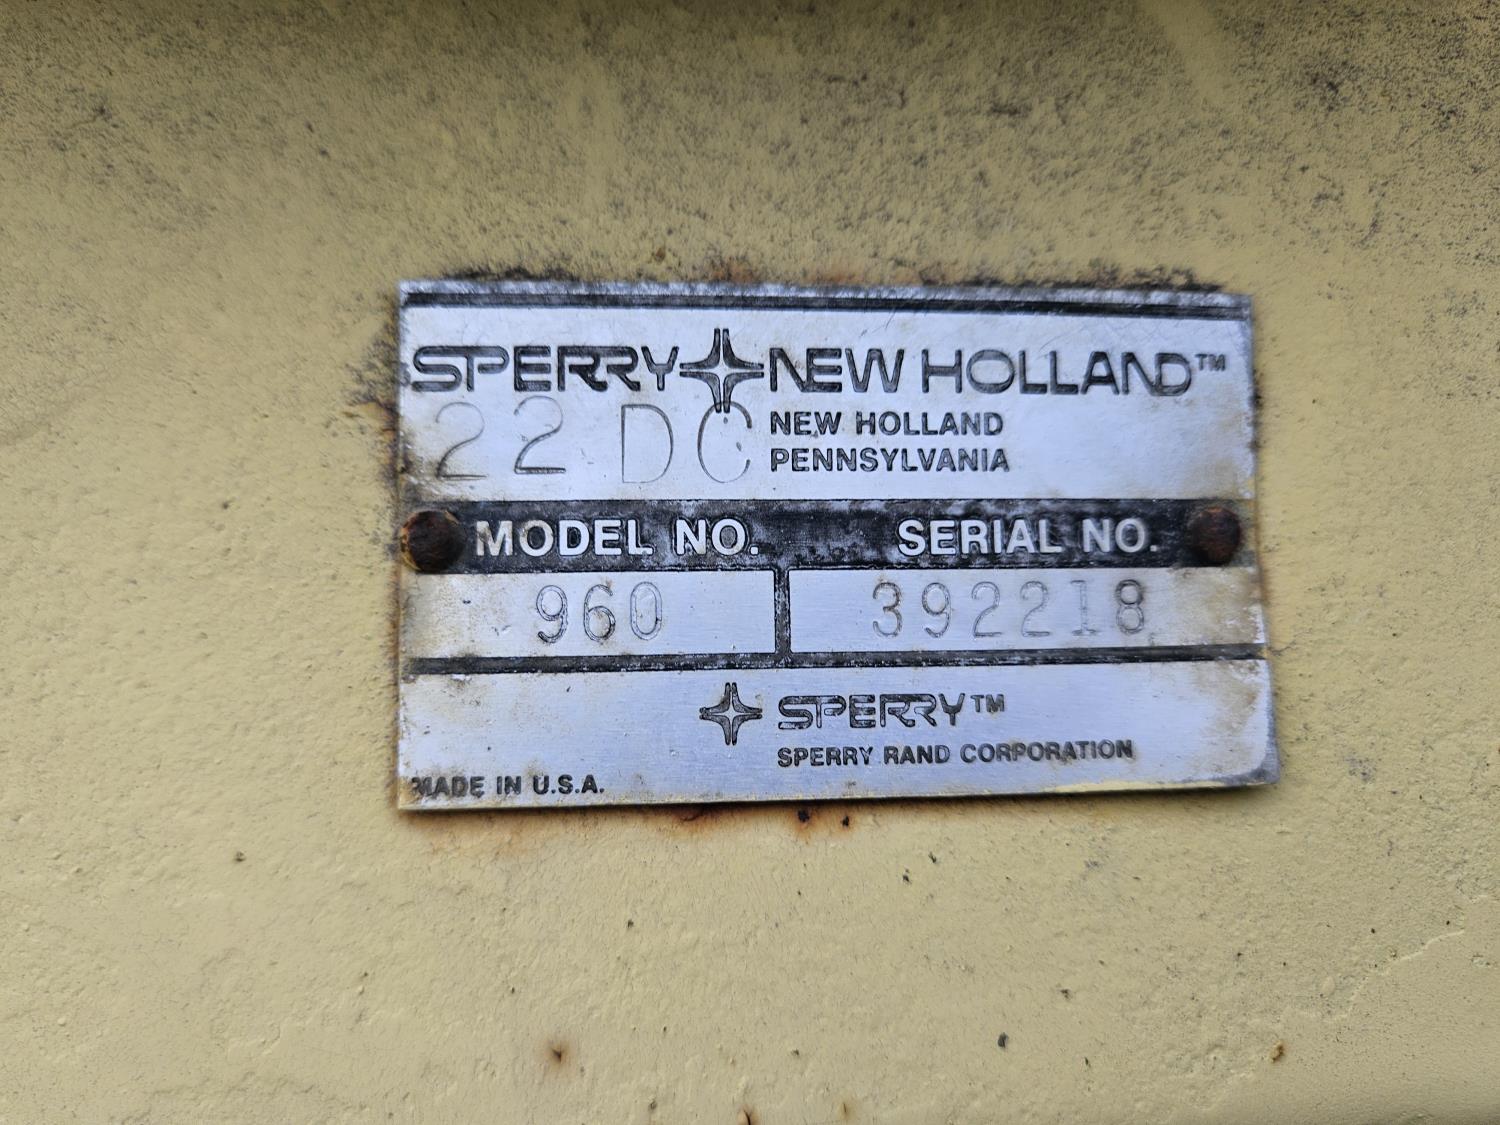 SPERRY NEW HOLLAND™
22 DC NEW HOLLAND
PENNSYLVANIA
MODEL NO. SERIAL NO.
960 392218
SPERRY™
SPERRY RAND CORPORATION
MADE IN U.S.A.